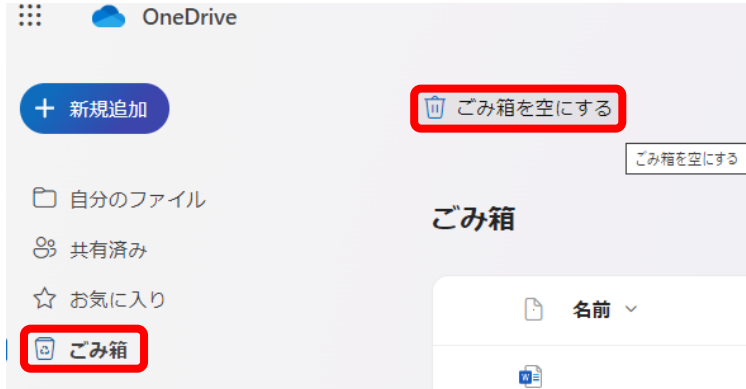 OneDrive
新規追加
ごみ箱を空にする
ごみ箱を空にする
自分のファイル
ごみ箱
共有済み
お気に入り
名前
ごみ箱
W